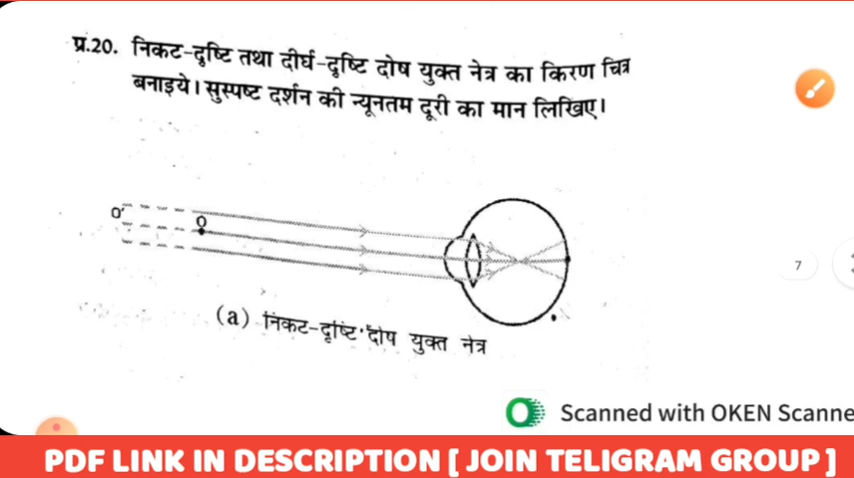 प्र.20. निकट-दृष्टि तथा दीर्घ-दृष्टि दोष युक्त नेत्र का किरण चित्र
बनाइये। सुस्पष्ट दर्शन की न्यूनतम दूरी का मान लिखिए।
O'
O
7
(a) निकट-दृष्टि दोष युक्त नेत्र
Scanned with OKEN Scanne
PDF LINK IN DESCRIPTION [ JOIN TELIGRAM GROUP ]